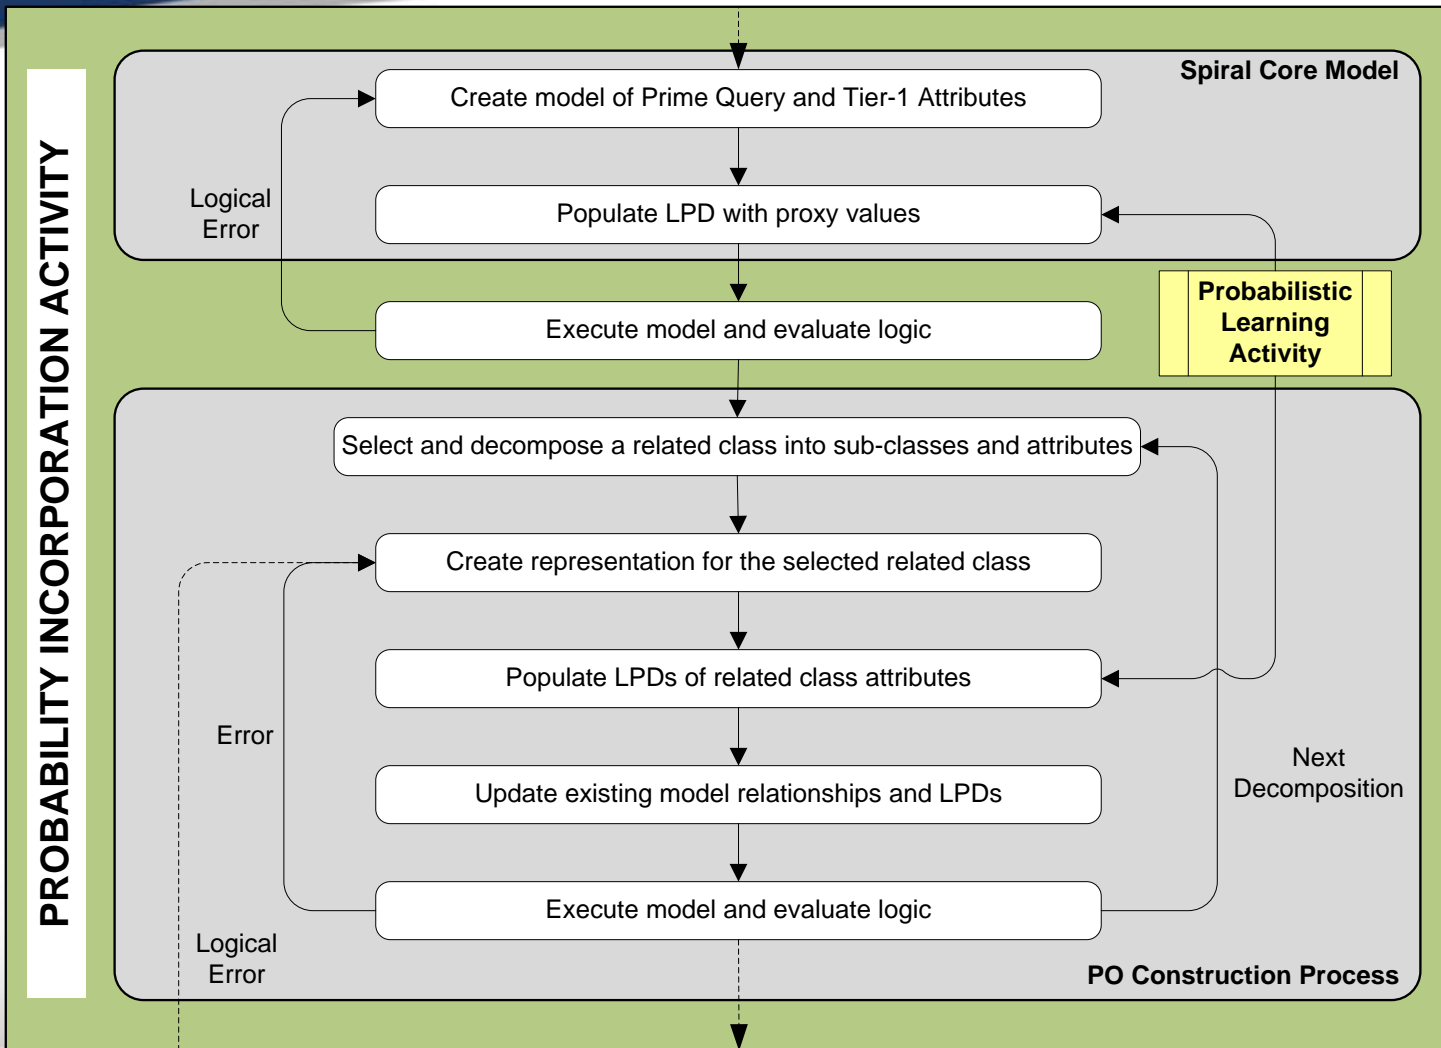 PROBABILITY INCORPORATION ACTIVITY
Spiral Core Model
Create model of Prime Query and Tier-1 Attributes
Logical
Error
Populate LPD with proxy values
Probabilistic
Learning
Activity
Execute model and evaluate logic
Select and decompose a related class into sub-classes and attributes
Create representation for the selected related class
Populate LPDs of related class attributes
Error
Next
Decomposition
Update existing model relationships and LPDs
Execute model and evaluate logic
Logical
Error
PO Construction Process